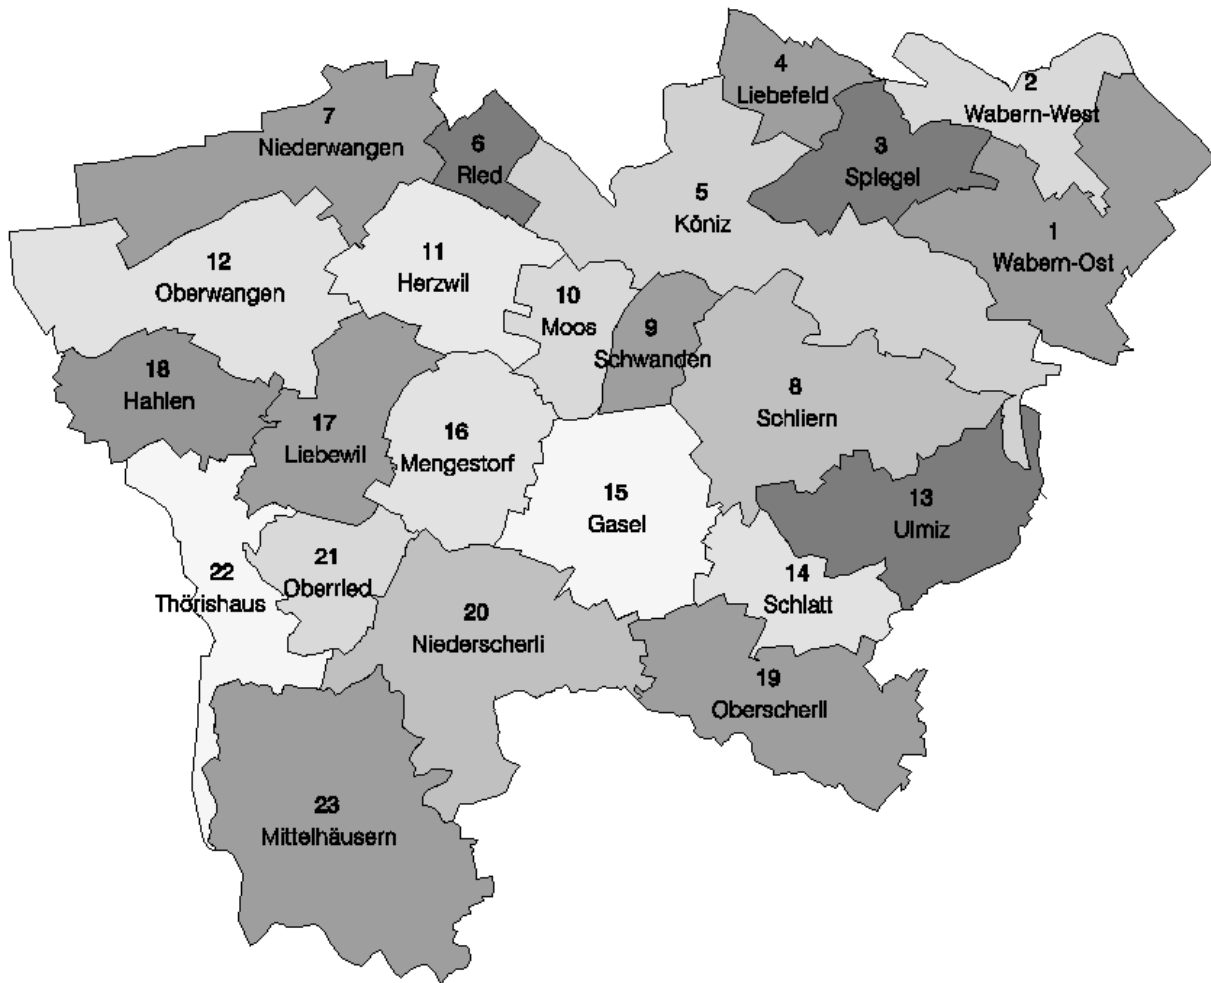 4
Liebefeld
2
Wabern-West
7
Niederwangen
6
Ried
3
Spiegel
5
Köniz
1
Wabern-Ost
11
Herzwil
12
Oberwangen
10
Moos
9
Schwanden
18
Hahlen
8
Schliern
17
Liebewil
16
Mengestorf
15
Gasel
13
Ulmiz
21
Oberried
22
Thörishaus
14
Schlatt
20
Niederscherli
19
Oberscherli
23
Mittelhäusern